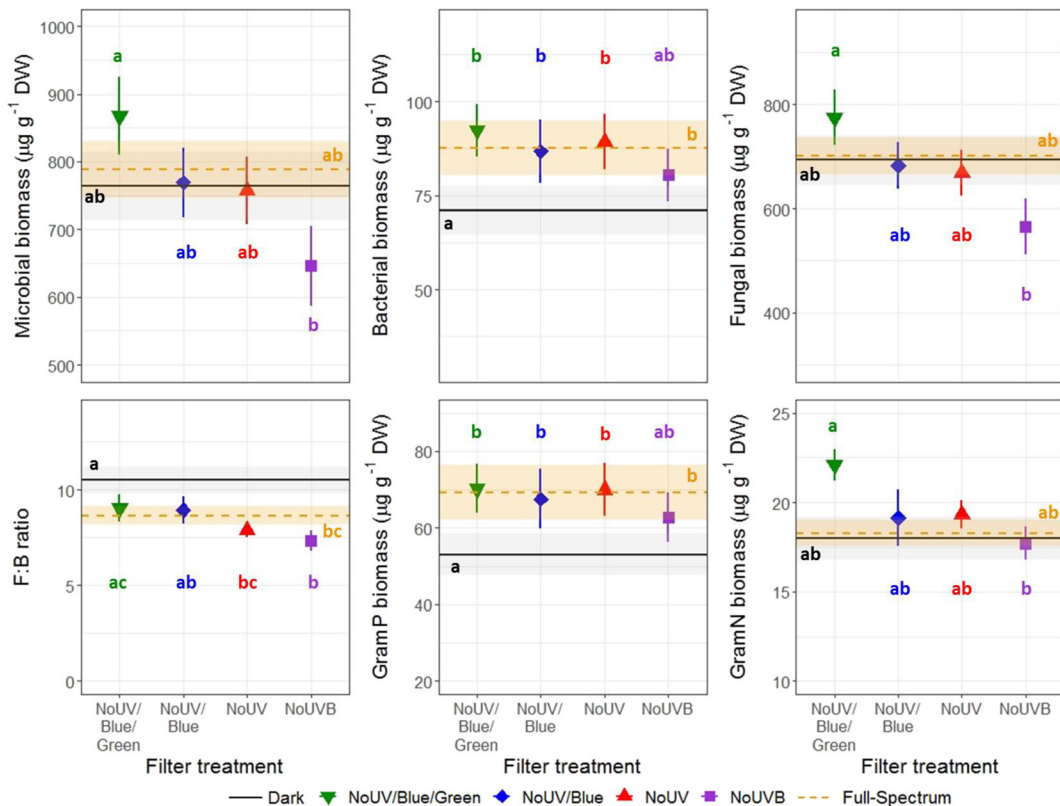 Microbial biomass (µg g⁻¹ DW)
1000
900
800
700
600
500
a
ab
ab
ab
ab
b
Bacterial biomass (µg g⁻¹ DW)
100
75
50
b
b
b
ab
b
a
Fungal biomass (µg g⁻¹ DW)
800
600
400
a
ab
ab
ab
ab
b
F:B ratio
10
5
0
a
bc
ac
ab
bc
b
NoUV/
Blue/
Green
NoUV/
Blue
NoUV
NoUVB
Filter treatment
GramP biomass (µg g⁻¹ DW)
80
60
40
20
b
b
b
ab
b
a
NoUV/
Blue/
Green
NoUV/
Blue
NoUV
NoUVB
Filter treatment
GramN biomass (µg g⁻¹ DW)
25
20
15
10
a
ab
ab
ab
ab
b
NoUV/
Blue/
Green
NoUV/
Blue
NoUV
NoUVB
Filter treatment
Dark NoUV/Blue/Green NoUV/Blue NoUV NoUVB Full-Spectrum